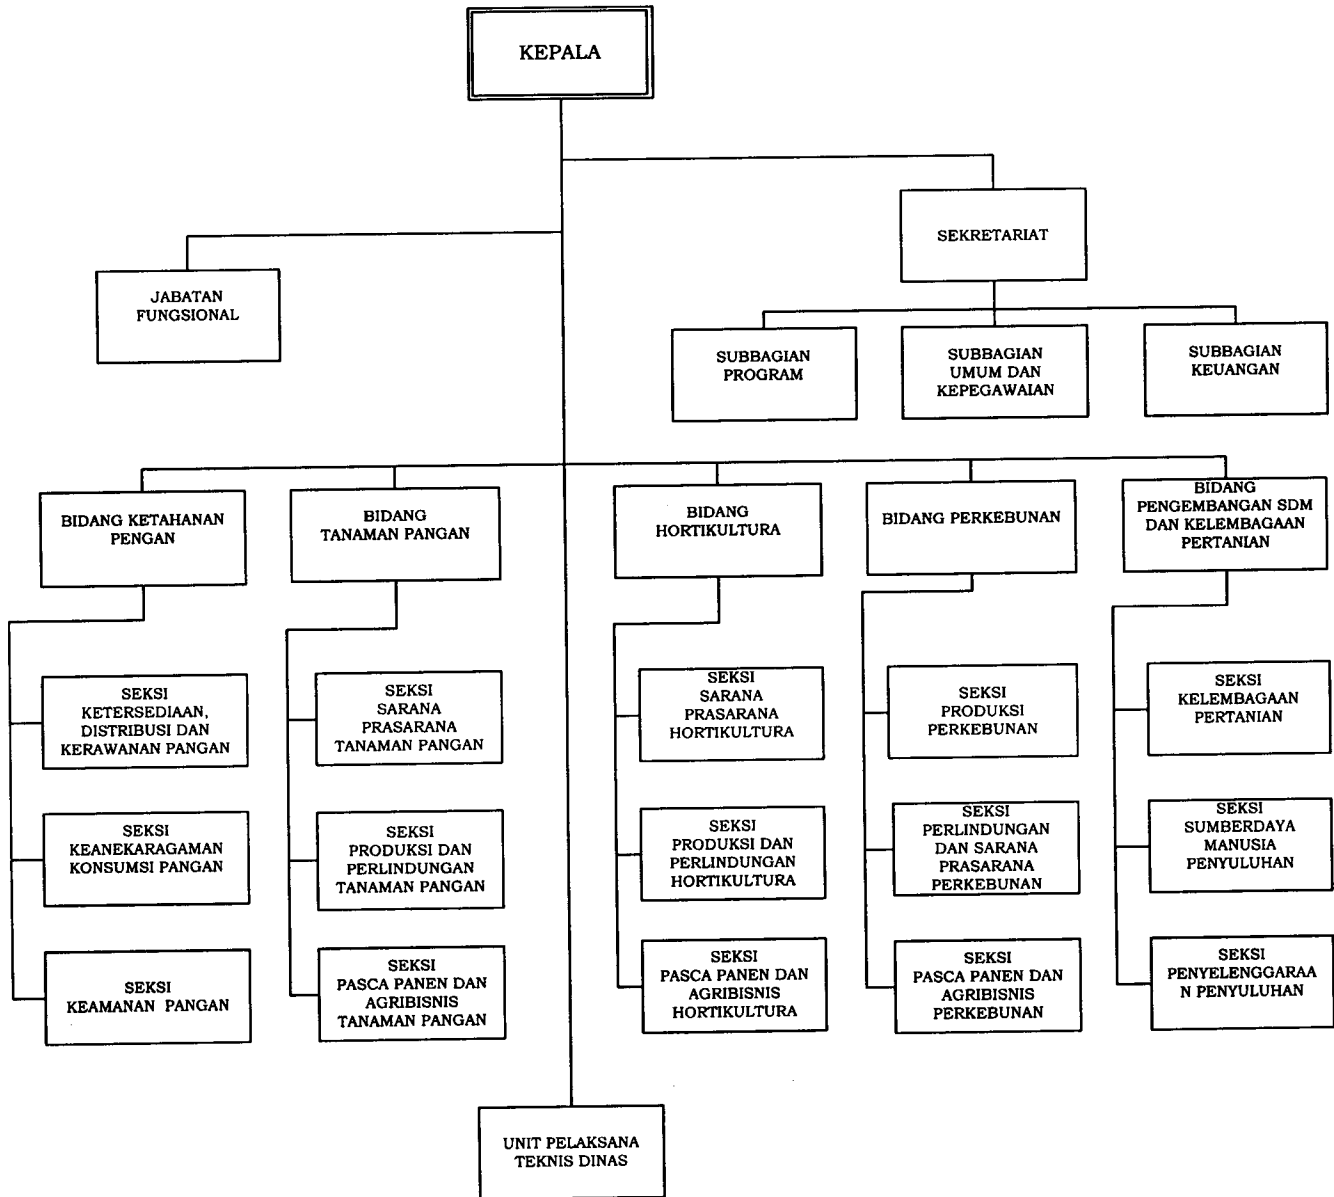 KEPALA
SEKRETARIAT
JABATAN
FUNGSIONAL
SUBBAGIAN
PROGRAM
SUBBAGIAN
UMUM DAN
KEPEGAWAIAN
SUBBAGIAN
KEUANGAN
BIDANG KETAHANAN
PENGAN
BIDANG
TANAMAN PANGAN
BIDANG
HORTIKULTURA
BIDANG PERKEBUNAN
BIDANG
PENGEMBANGAN SDM
DAN KELEMBAGAAN
PERTANIAN
SEKSI
KETERSEDIAAN,
DISTRIBUSI DAN
KERAWANAN PANGAN
SEKSI
SARANA
PRASARANA
TANAMAN PANGAN
SEKSI
SARANA
PRASARANA
HORTIKULTURA
SEKSI
PRODUKSI
PERKEBUNAN
SEKSI
KELEMBAGAAN
PERTANIAN
SEKSI
KEANEKARAGAMAN
KONSUMSI PANGAN
SEKSI
PRODUKSI DAN
PERLINDUNGAN
TANAMAN PANGAN
SEKSI
PRODUKSI DAN
PERLINDUNGAN
HORTIKULTURA
SEKSI
PERLINDUNGAN
DAN SARANA
PRASARANA
PERKEBUNAN
SEKSI
SUMBERDAYA
MANUSIA
PENYULUHAN
SEKSI
KEAMANAN PANGAN
SEKSI
PASCA PANEN DAN
AGRIBISNIS
TANAMAN PANGAN
SEKSI
PASCA PANEN DAN
AGRIBISNIS
HORTIKULTURA
SEKSI
PASCA PANEN DAN
AGRIBISNIS
PERKEBUNAN
SEKSI
PENYELENGGARAA
N PENYULUHAN
UNIT PELAKSANA
TEKNIS DINAS